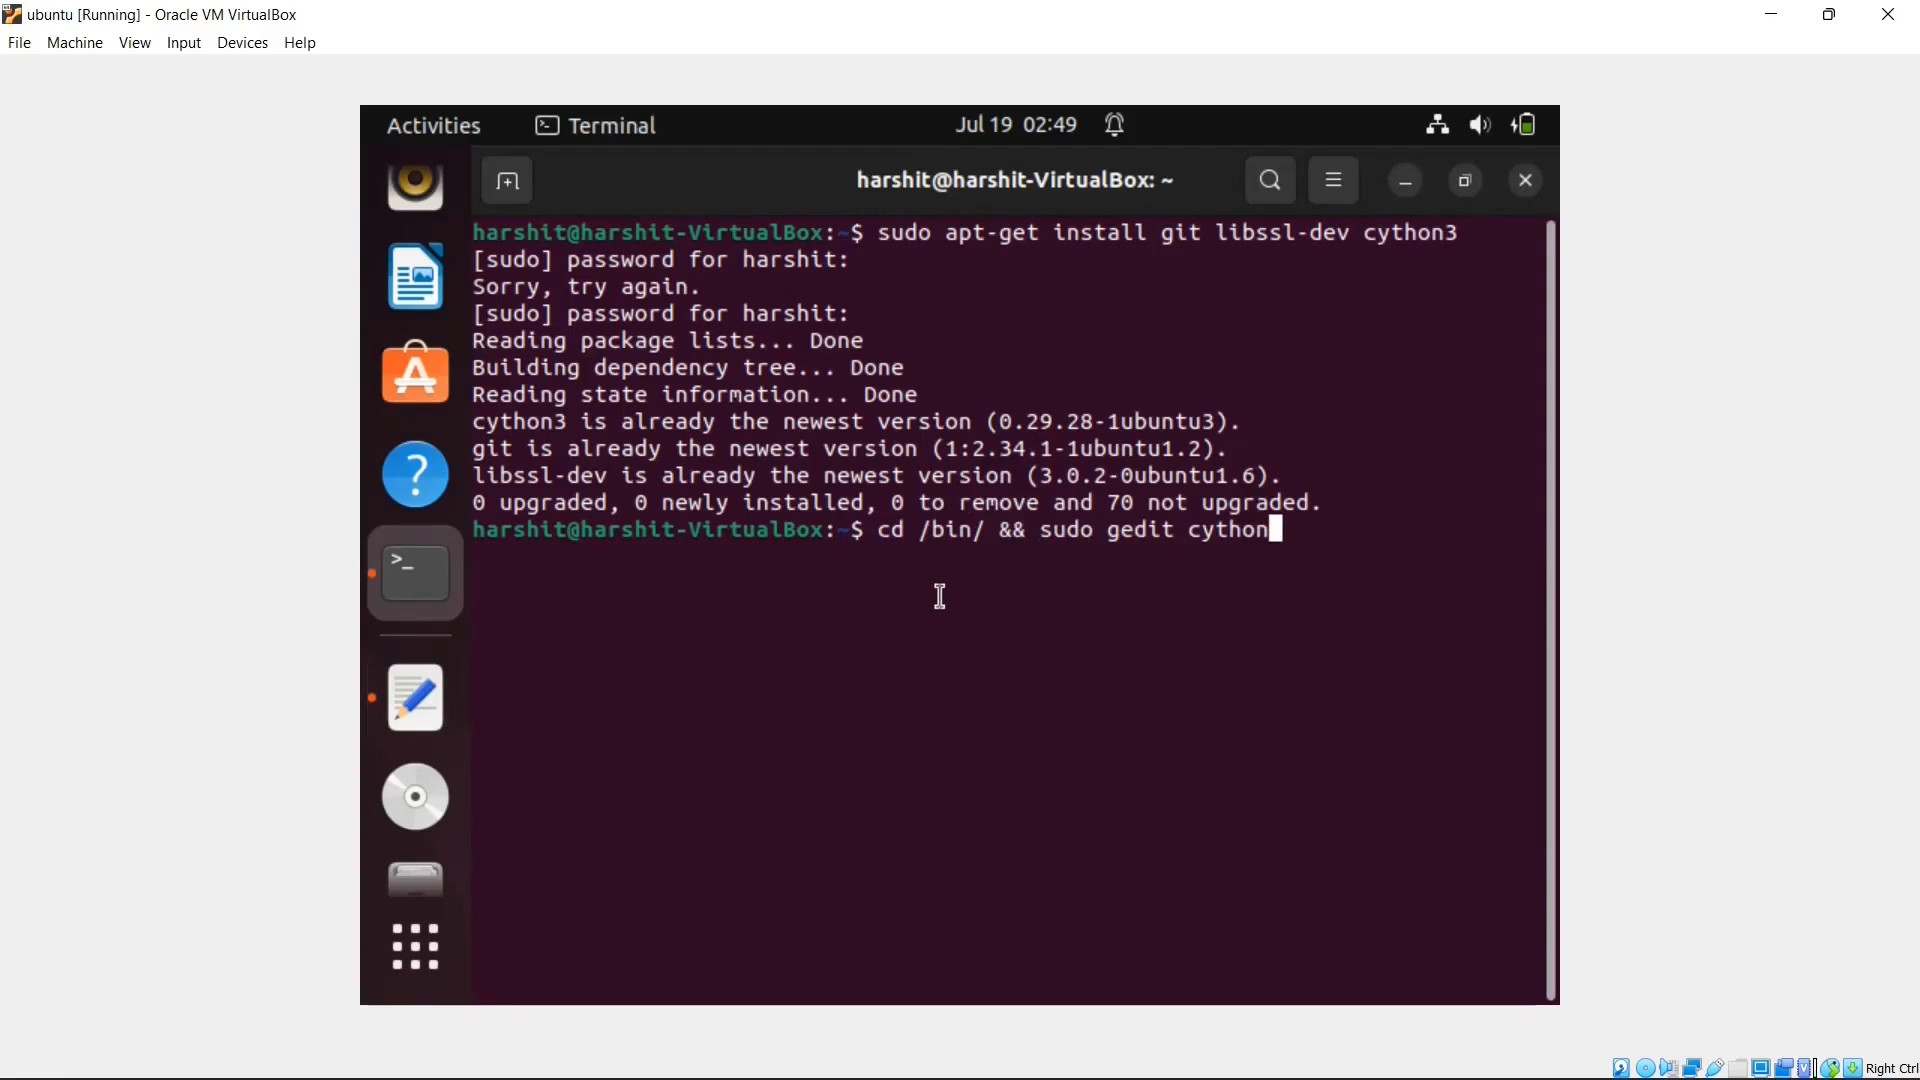 ubuntu [Running] - Oracle VM VirtualBox
File Machine View Input Devices Help
Activities Terminal Jul 19 02:49
harshit@harshit-VirtualBox: ~
harshit@harshit-VirtualBox:~$ sudo apt-get install git libssl-dev cython3
[sudo] password for harshit:
Sorry, try again.
[sudo] password for harshit:
Reading package lists... Done
Building dependency tree... Done
Reading state information... Done
cython3 is already the newest version (0.29.28-1ubuntu3).
git is already the newest version (1:2.34.1-1ubuntu1.2).
libssl-dev is already the newest version (3.0.2-0ubuntu1.6).
0 upgraded, 0 newly installed, 0 to remove and 70 not upgraded.
harshit@harshit-VirtualBox:~$ cd /bin/ && sudo gedit cython
Right Ctrl